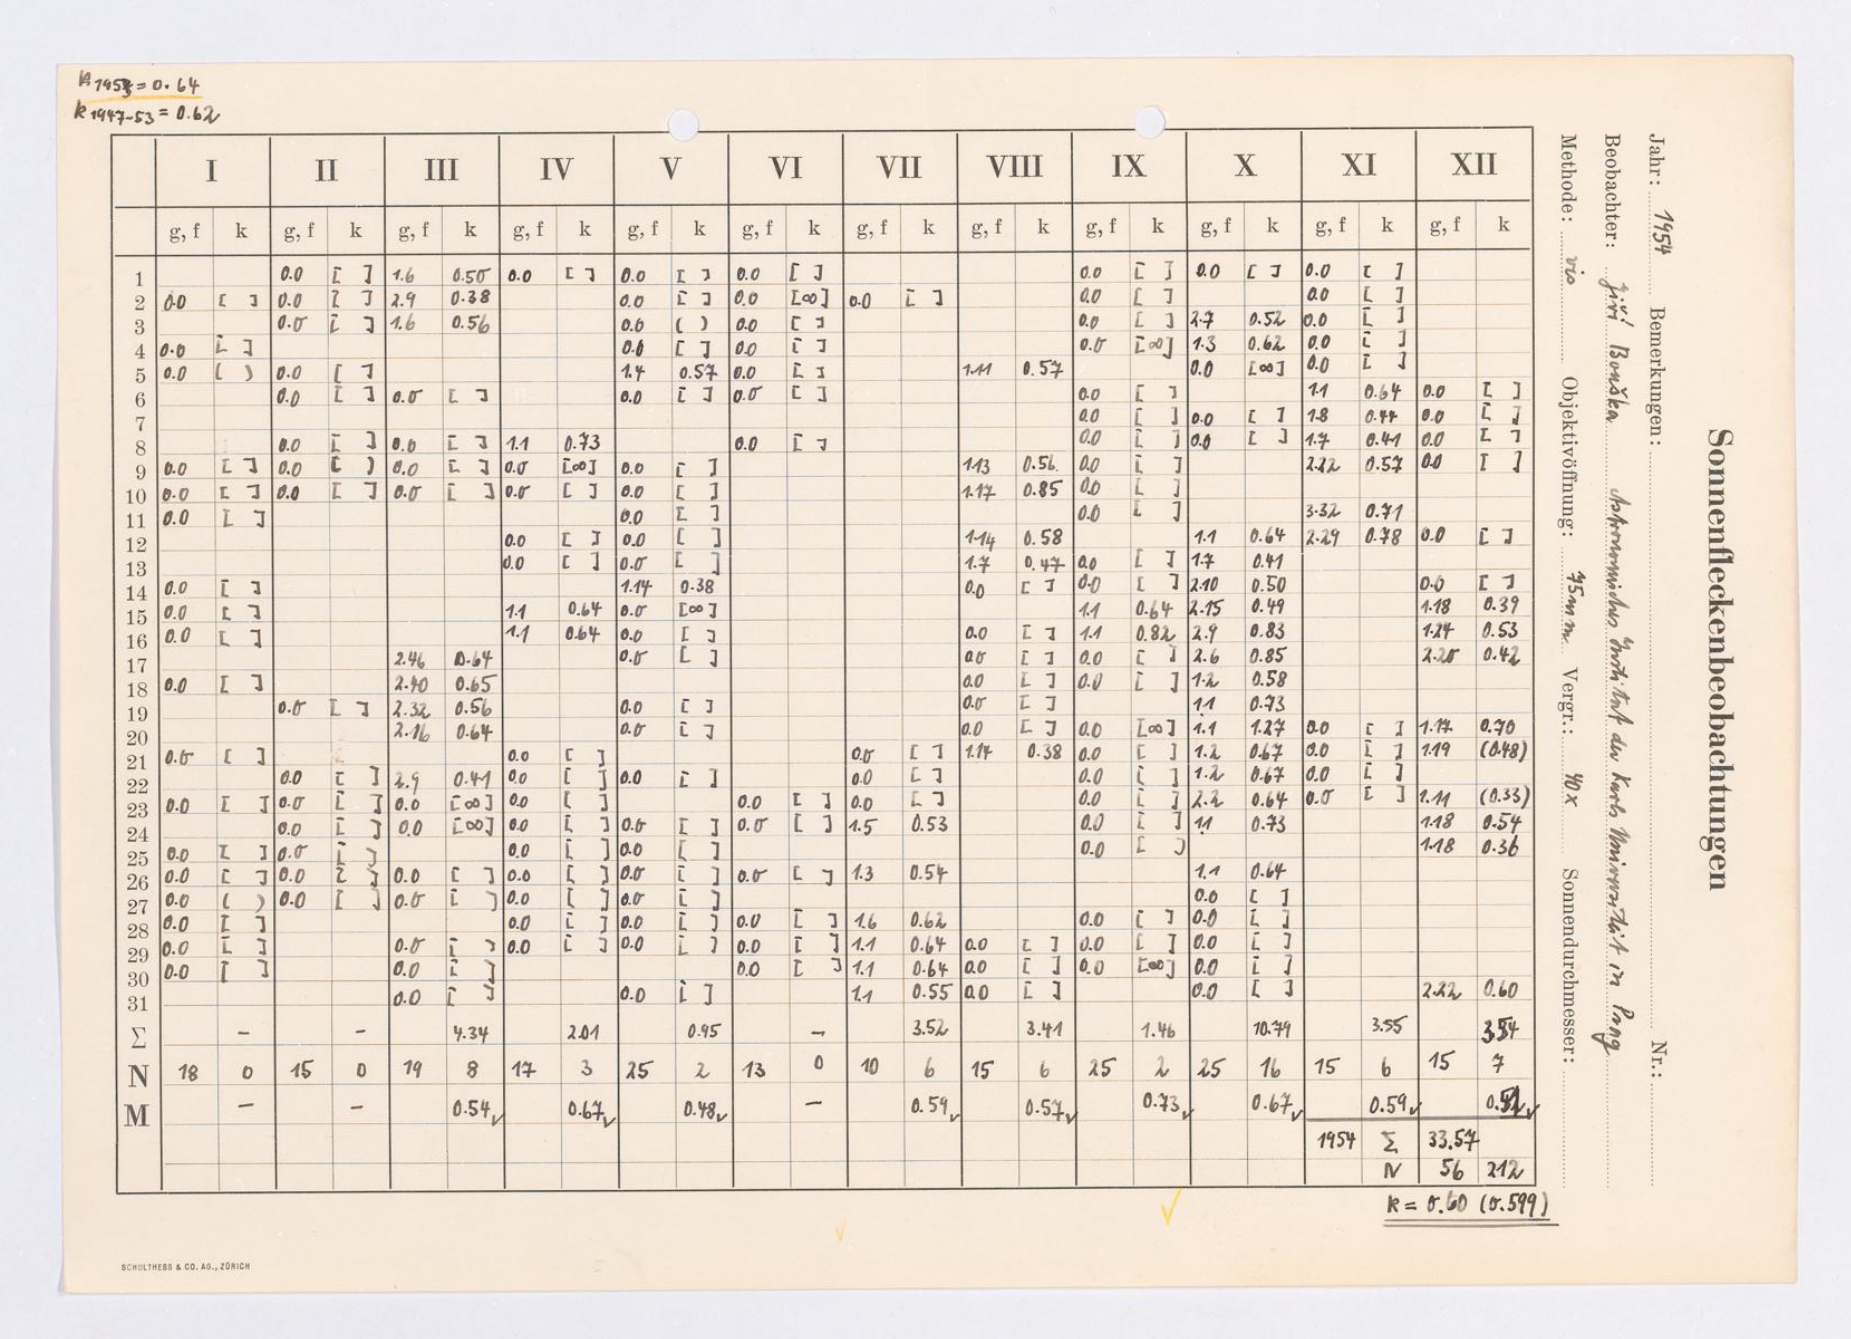 k 1953 = 0.64
k 1947-53 = 0.62
I II III IV V VI VII VIII IX X XI XII
g, f k g, f k g, f k g, f k g, f k g, f k g, f k g, f k g, f k g, f k g, f k g, f k
1 0.0 [ ] 1.6 0.50 0.0 [ ] 0.0 [ ] 0.0 [ ] 0.0 [ ] 0.0 [ ] 0.0 [ ]
2 0.0 [ ] 0.0 [ ] 2.9 0.38 0.0 [ ] 0.0 [∞] 0.0 [ ] 0.0 [ ] 0.0 [ ]
3 0.0 [ ] 1.6 0.56 0.0 ( ) 0.0 [ ] 0.0 [ ] 2.7 0.52 0.0 [ ]
4 0.0 [ ] 0.0 [ ] 0.0 [ ] 0.0 [∞] 1.3 0.62 0.0 [ ]
5 0.0 ( ) 0.0 [ ] 1.4 0.57 0.0 [ ] 1.11 0.57 0.0 [∞] 0.0 [ ]
6 0.0 [ ] 0.0 [ ] 0.0 [ ] 0.0 [ ] 0.0 [ ] 1.1 0.64 0.0 [ ]
7 0.0 [ ] 0.0 [ ] 1.8 0.44 0.0 [ ]
8 0.0 [ ] 0.0 [ ] 1.1 0.73 0.0 [ ] 0.0 [ ] 0.0 [ ] 1.7 0.41 0.0 [ ]
9 0.0 [ ] 0.0 [ ) 0.0 [ ] 0.0 [∞] 0.0 [ ] 1.13 0.56 0.0 [ ] 2.22 0.57 0.0 [ ]
10 0.0 [ ] 0.0 [ ] 0.0 [ ] 0.0 [ ] 0.0 [ ] 1.17 0.85 0.0 [ ]
11 0.0 [ ] 0.0 [ ] 0.0 [ ] 3.32 0.71
12 0.0 [ ] 0.0 [ ] 1.14 0.58 1.1 0.64 2.29 0.78 0.0 [ ]
13 0.0 [ ] 0.0 [ ] 1.7 0.47 0.0 [ ] 1.7 0.41
14 0.0 [ ] 1.14 0.38 0.0 [ ] 0.0 [ ] 2.10 0.50 0.0 [ ]
15 0.0 [ ] 1.1 0.64 0.0 [∞] 1.1 0.64 2.15 0.49 1.18 0.39
16 0.0 [ ] 1.1 0.64 0.0 [ ] 0.0 [ ] 1.1 0.82 2.9 0.83 1.24 0.53
17 2.46 0.64 0.0 [ ] 0.0 [ ] 0.0 [ ] 2.6 0.85 2.20 0.42
18 0.0 [ ] 2.40 0.65 0.0 [ ] 0.0 [ ] 1.2 0.58
19 0.0 [ ] 2.32 0.56 0.0 [ ] 0.0 [ ] 1.1 0.73
20 2.16 0.64 0.0 [ ] 0.0 [ ] 0.0 [∞] 1.1 1.27 0.0 [ ] 1.17 0.70
21 0.0 [ ] 0.0 [ ] 0.0 [ ] 1.14 0.38 0.0 [ ] 1.2 0.67 0.0 [ ] 1.19 (0.48)
22 0.0 [ ] 2.9 0.41 0.0 [ ] 0.0 [ ] 0.0 [ ] 0.0 [ ] 1.2 0.67 0.0 [ ]
23 0.0 [ ] 0.0 [ ] 0.0 [∞] 0.0 [ ] 0.0 [ ] 0.0 [ ] 0.0 [ ] 2.2 0.64 0.0 [ ] 1.11 (0.33)
24 0.0 [ ] 0.0 [∞] 0.0 [ ] 0.0 [ ] 0.0 [ ] 1.5 0.53 0.0 [ ] 1.1 0.73 1.18 0.54
25 0.0 [ ] 0.0 [ ] 0.0 [ ] 0.0 [ ] 0.0 [ ] 1.18 0.36
26 0.0 [ ] 0.0 [ ] 0.0 [ ] 0.0 [ ] 0.0 [ ] 0.0 [ ] 1.3 0.54 1.1 0.64
27 0.0 ( ) 0.0 [ ] 0.0 [ ] 0.0 [ ] 0.0 [ ] 0.0 [ ]
28 0.0 [ ] 0.0 [ ] 0.0 [ ] 0.0 [ ] 1.6 0.62 0.0 [ ] 0.0 [ ]
29 0.0 [ ] 0.0 [ ] 0.0 [ ] 0.0 [ ] 0.0 [ ] 1.1 0.64 0.0 [ ] 0.0 [ ] 0.0 [ ]
30 0.0 [ ] 0.0 [ ] 0.0 [ ] 1.1 0.64 0.0 [ ] 0.0 [∞] 0.0 [ ]
31 0.0 [ ] 0.0 [ ] 1.1 0.55 0.0 [ ] 0.0 [ ] 2.22 0.60
Σ – – 4.34 2.01 0.95 – 3.52 3.41 1.46 10.79 3.55
N 18 0 15 0 19 8 17 3 25 2 13 0 10 6 15 6 25 2 25 16 15 6 15 7
M – – 0.54 0.67 0.48 – 0.59 0.57 0.73 0.67 0.59
1954 Σ 33.57
N 56 212
k = 0.60 (0.599)
SCHULTHESS & CO. AG., ZÜRICH
Sonnenfleckenbeobachtungen
Jahr: 1954 Bemerkungen: Nr.:
Beobachter: Jiří Bouška Astronomisches Institut der Karls Universität in Prag
Methode: vis Objektivöffnung: 75mm Vergr.: 40x Sonnendurchmesser: